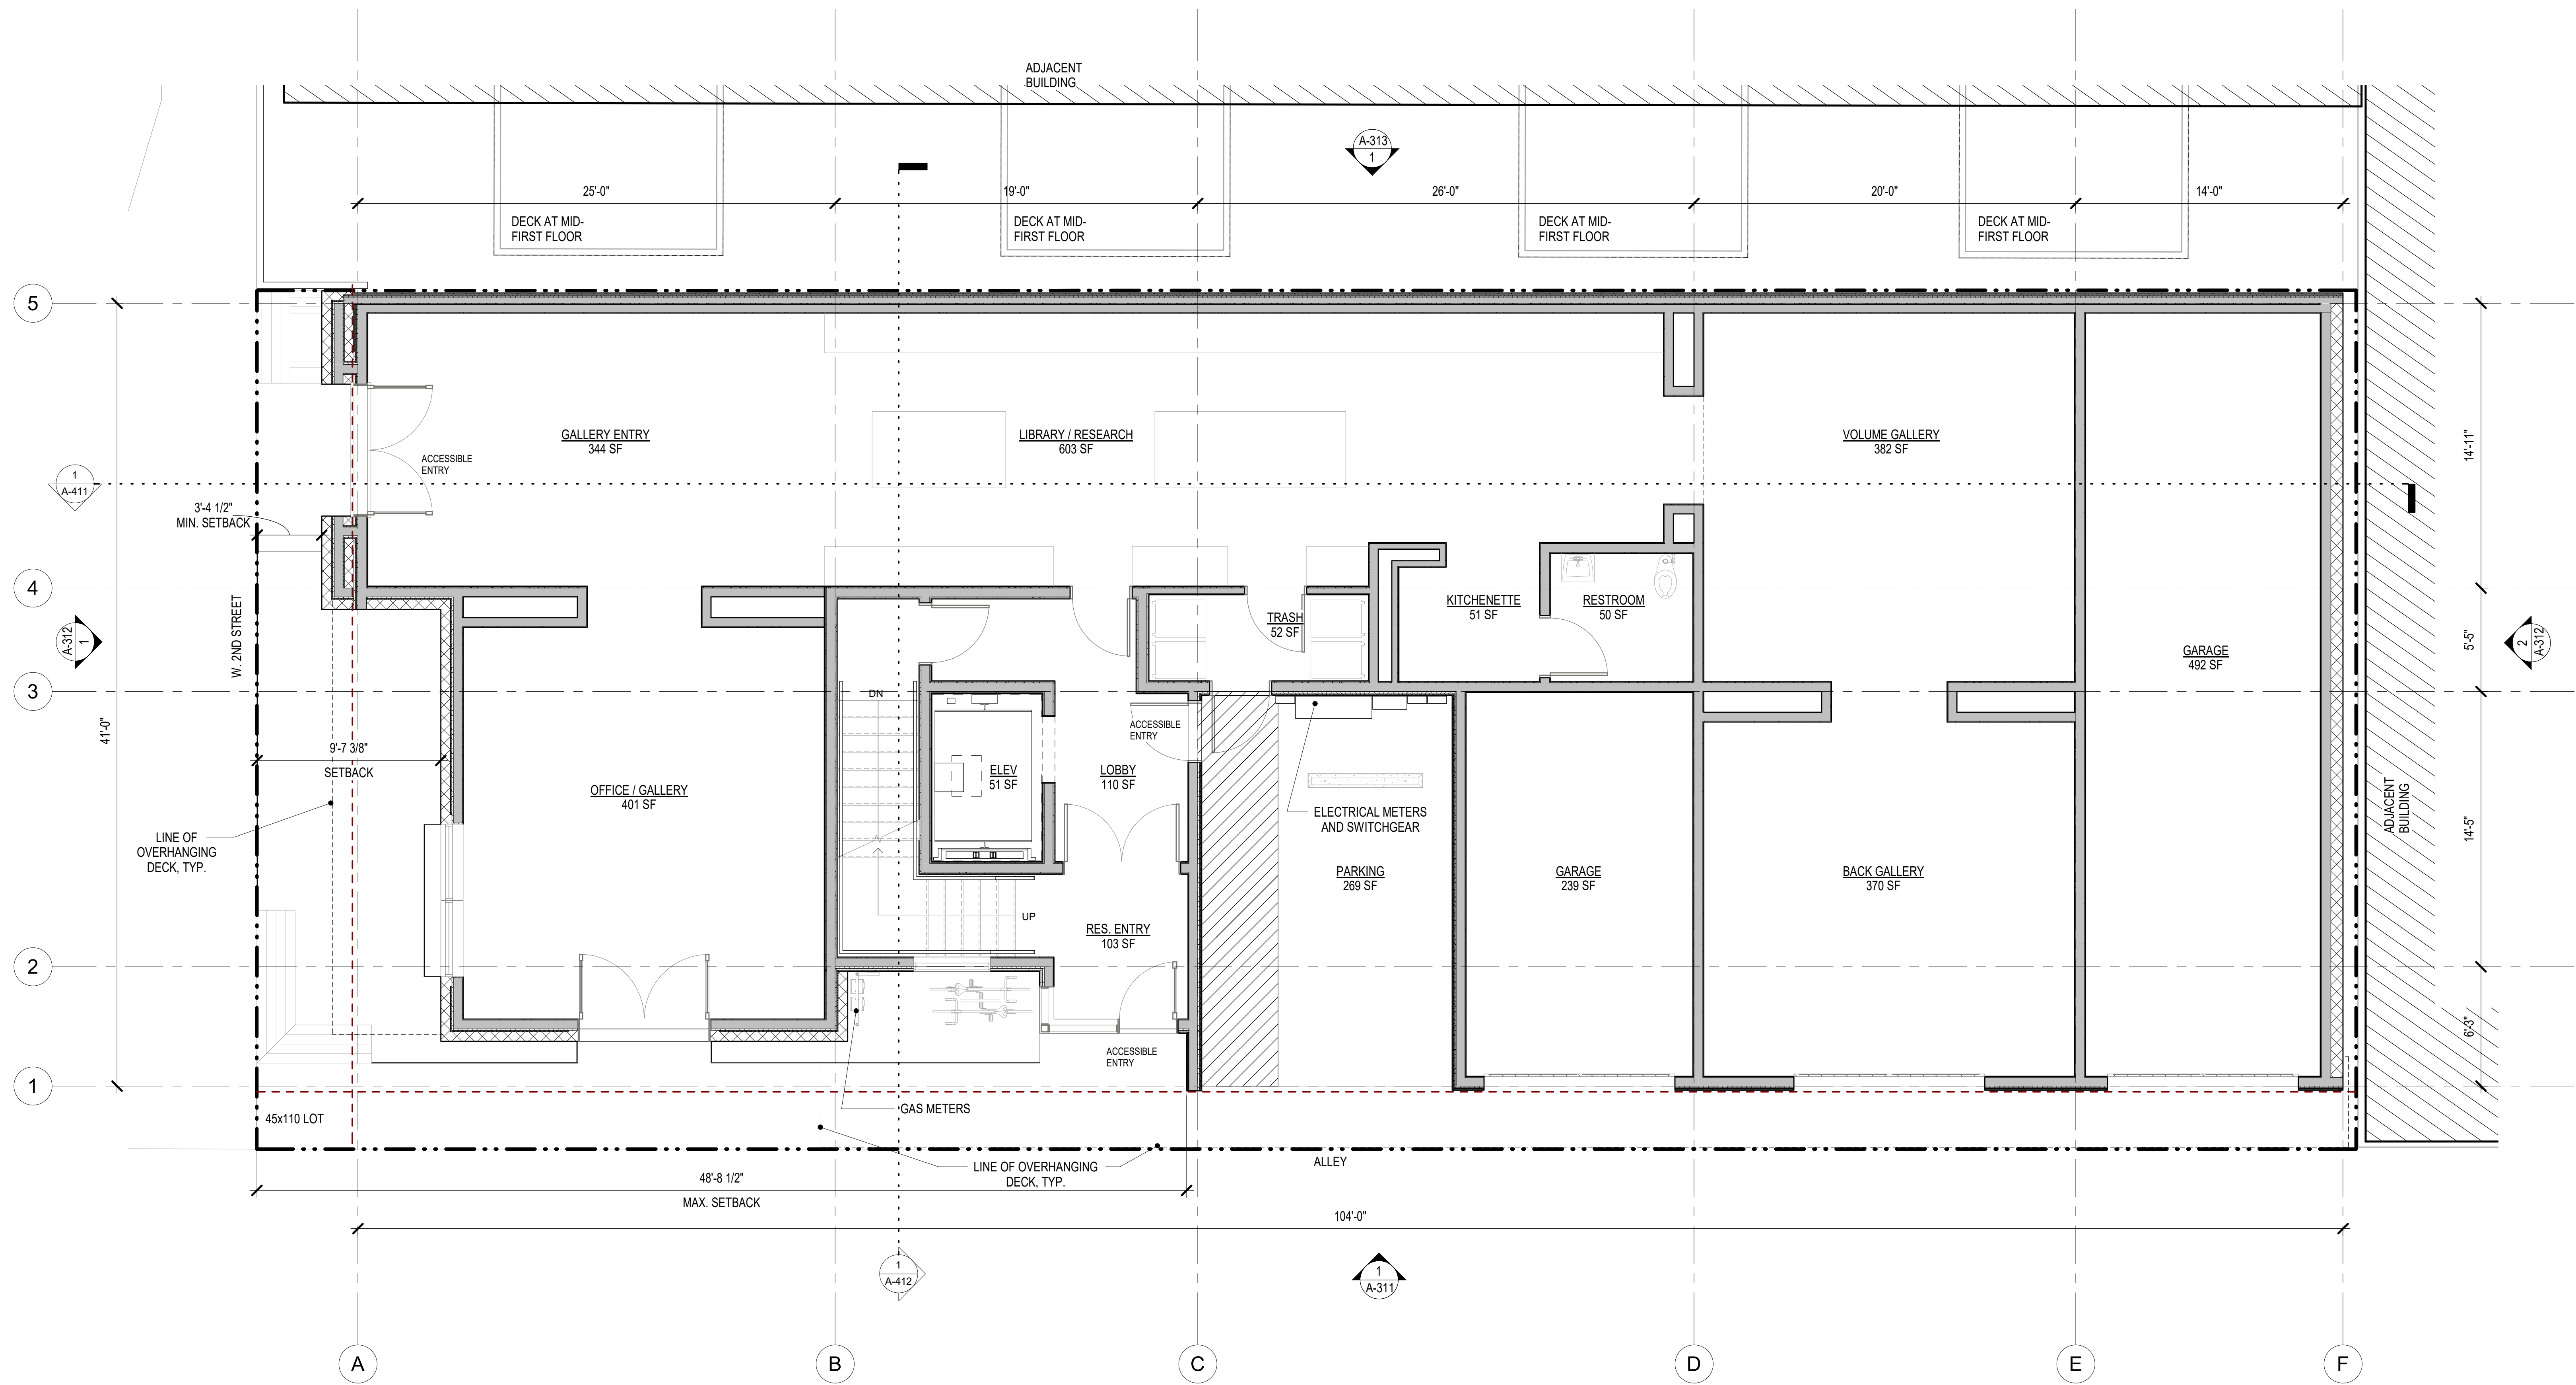 ADJACENT
BUILDING
A-313
1
25'-0"
19'-0"
26'-0"
20'-0"
14'-0"
DECK AT MID-
FIRST FLOOR
DECK AT MID-
FIRST FLOOR
DECK AT MID-
FIRST FLOOR
DECK AT MID-
FIRST FLOOR
5
GALLERY ENTRY
344 SF
LIBRARY / RESEARCH
603 SF
VOLUME GALLERY
382 SF
14'-11"
ACCESSIBLE
ENTRY
1
A-411
3'-4 1/2"
MIN. SETBACK
4
W. 2ND STREET
KITCHENETTE
51 SF
RESTROOM
50 SF
TRASH
52 SF
A-312
1
5'-5"
2
A-312
GARAGE
492 SF
3
DN
ACCESSIBLE
ENTRY
41'-0"
9'-7 3/8"
SETBACK
ELEV
51 SF
LOBBY
110 SF
OFFICE / GALLERY
401 SF
ELECTRICAL METERS
AND SWITCHGEAR
ADJACENT
BUILDING
14'-5"
LINE OF
OVERHANGING
DECK, TYP.
PARKING
269 SF
GARAGE
239 SF
BACK GALLERY
370 SF
UP
RES. ENTRY
103 SF
2
6'-3"
ACCESSIBLE
ENTRY
1
GAS METERS
45x110 LOT
LINE OF OVERHANGING
DECK, TYP.
ALLEY
48'-8 1/2"
MAX. SETBACK
104'-0"
1
A-412
1
A-311
A
B
C
D
E
F